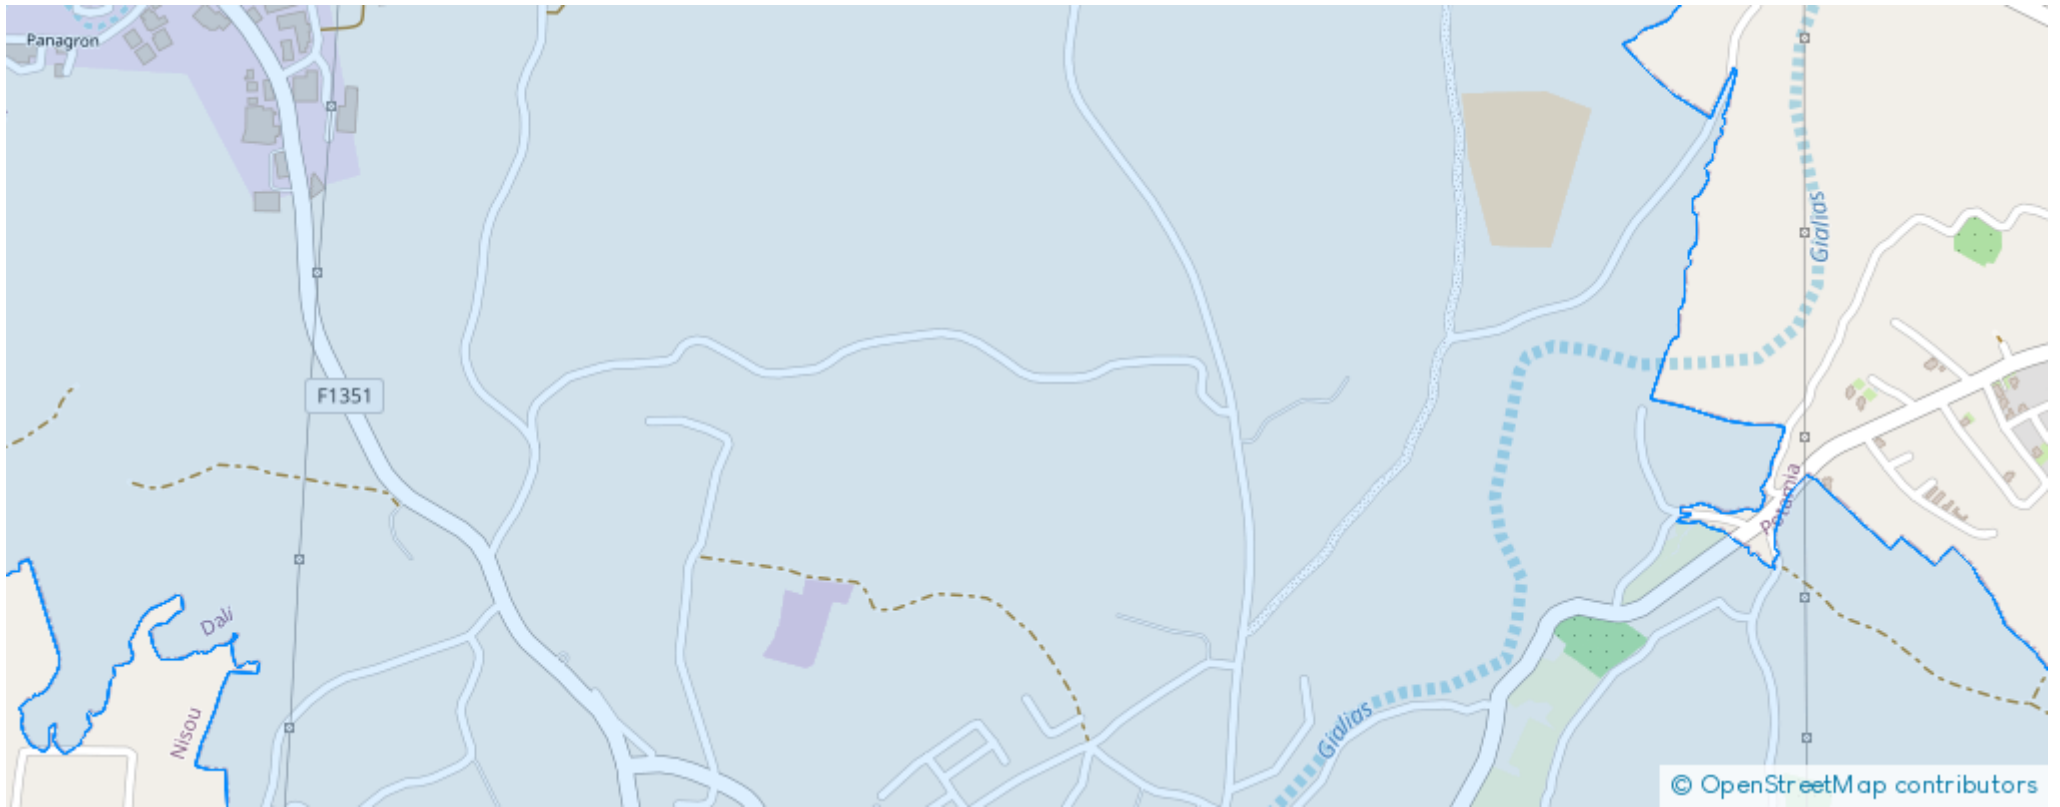 Panagron
Gialias
F1351
Potamia
Dali
Nisou
Gialias
© OpenStreetMap contributors